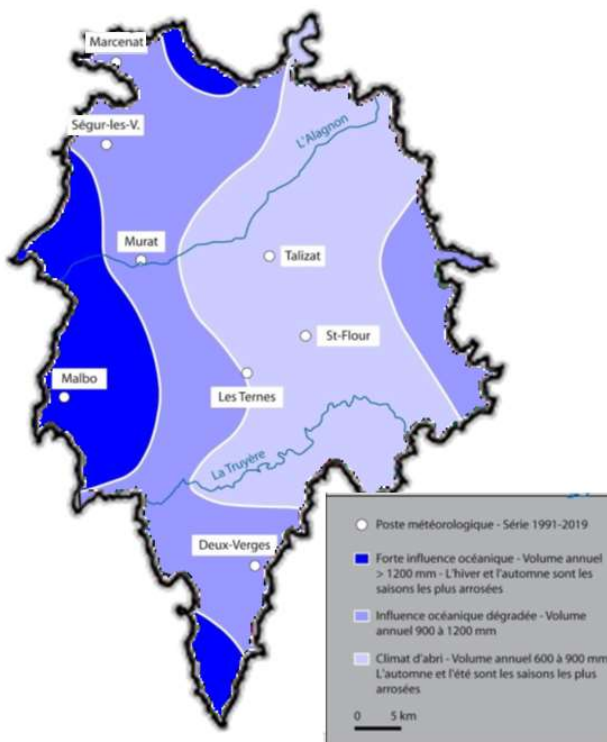 Marcenat
Ségur-les-V.
L'Alagnon
Murat
Talizat
St-Flour
Malbo
Les Ternes
La Truyère
Deux-Verges
Poste météorologique - Série 1991-2019
Forte influence océanique - Volume annuel
> 1200 mm - L'hiver et l'automne sont les
saisons les plus arrosées
Influence océanique dégradée - Volume
annuel 900 à 1200 mm
Climat d'abri - Volume annuel 600 à 900 mm
L'automne et l'été sont les saisons les plus
arrosées
0 5 km